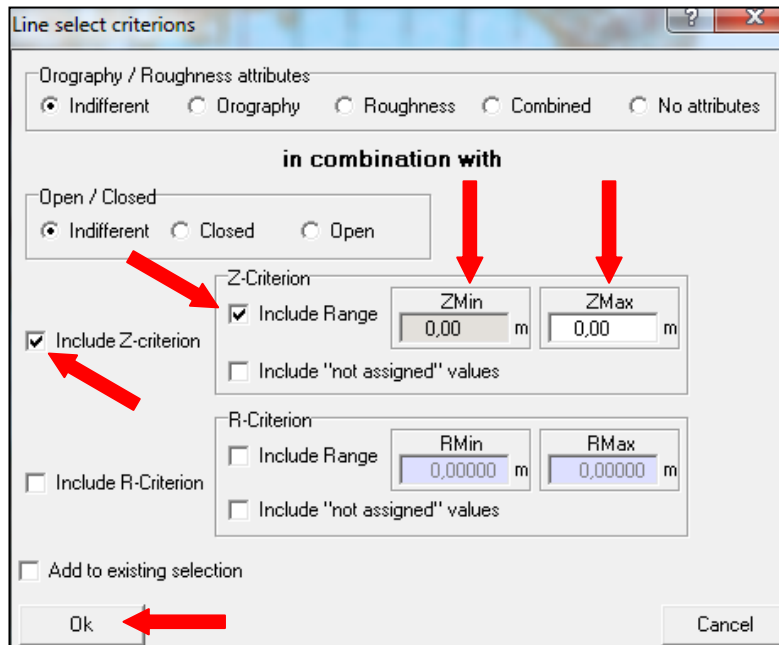 Line select criterions
?
X
Orography / Roughness attributes
Indifferent Orography Roughness Combined No attributes
in combination with
Open / Closed
Indifferent Closed Open
Z-Criterion
Include Z-criterion
Include Range
ZMin
0,00 m
ZMax
0,00 m
Include "not assigned" values
R-Criterion
Include R-Criterion
Include Range
RMin
0,00000 m
RMax
0,00000 m
Include "not assigned" values
Add to existing selection
Ok Cancel